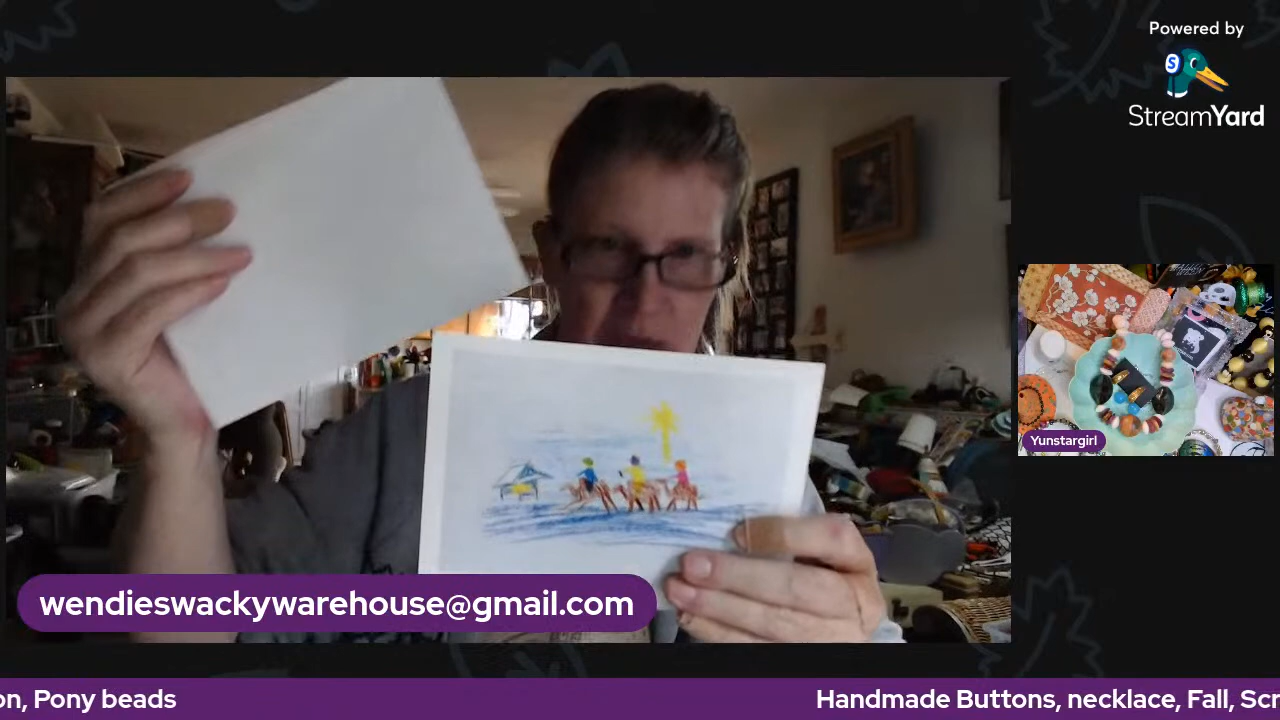 Powered by
StreamYard
Yunstargirl
wendieswackywarehouse@gmail.com
on, Pony beads
Handmade Buttons, necklace, Fall, Scr